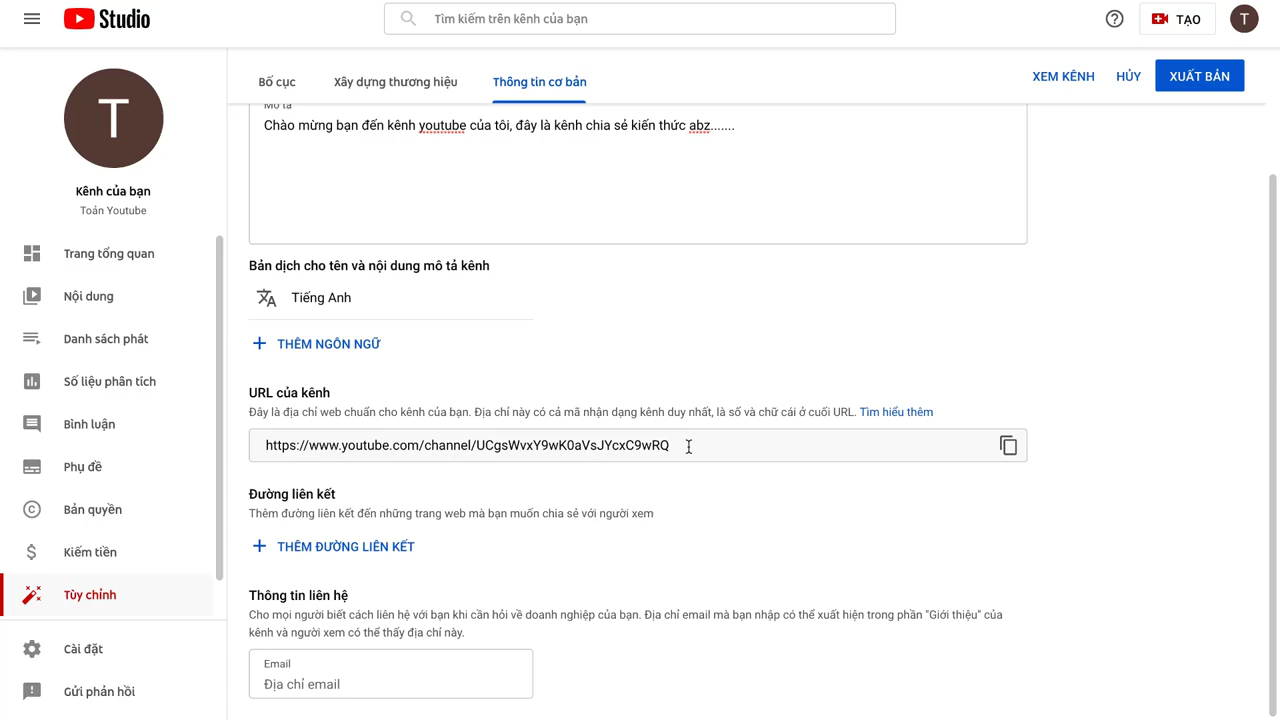 Studio
Tìm kiếm trên kênh của bạn
TẠO
T
T
Kênh của bạn
Toản Youtube
Trang tổng quan
Nội dung
Danh sách phát
Số liệu phân tích
Bình luận
Phụ đề
Bản quyền
Kiếm tiền
Tùy chỉnh
Cài đặt
Gửi phản hồi
Bố cục
Xây dựng thương hiệu
Thông tin cơ bản
XEM KÊNH
HỦY
XUẤT BẢN
Mô tả
Chào mừng bạn đến kênh youtube của tôi, đây là kênh chia sẻ kiến thức abz.......
Bản dịch cho tên và nội dung mô tả kênh
Tiếng Anh
THÊM NGÔN NGỮ
URL của kênh
Đây là địa chỉ web chuẩn cho kênh của bạn. Địa chỉ này có cả mã nhận dạng kênh duy nhất, là số và chữ cái ở cuối URL. Tìm hiểu thêm
https://www.youtube.com/channel/UCgsWvxY9wK0aVsJYcxC9wRQ
Đường liên kết
Thêm đường liên kết đến những trang web mà bạn muốn chia sẻ với người xem
THÊM ĐƯỜNG LIÊN KẾT
Thông tin liên hệ
Cho mọi người biết cách liên hệ với bạn khi cần hỏi về doanh nghiệp của bạn. Địa chỉ email mà bạn nhập có thể xuất hiện trong phần "Giới thiệu" của
kênh và người xem có thể thấy địa chỉ này.
Email
Địa chỉ email